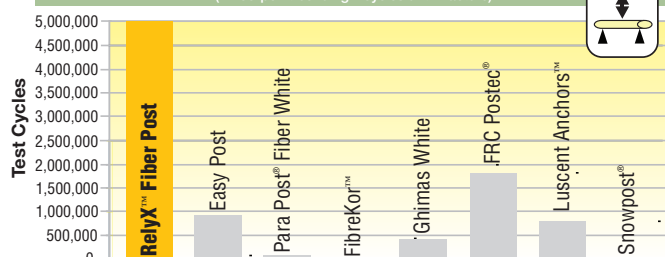 5,000,000
4,500,000
4,000,000
3,500,000
3,000,000
2,500,000
2,000,000
1,500,000
1,000,000
500,000
Test Cycles
RelyX™ Fiber Post
Easy Post
Para Post® Fiber White
FibreKor™
Ghimas White
FRC Postec®
Luscent Anchors™
Snowpost®